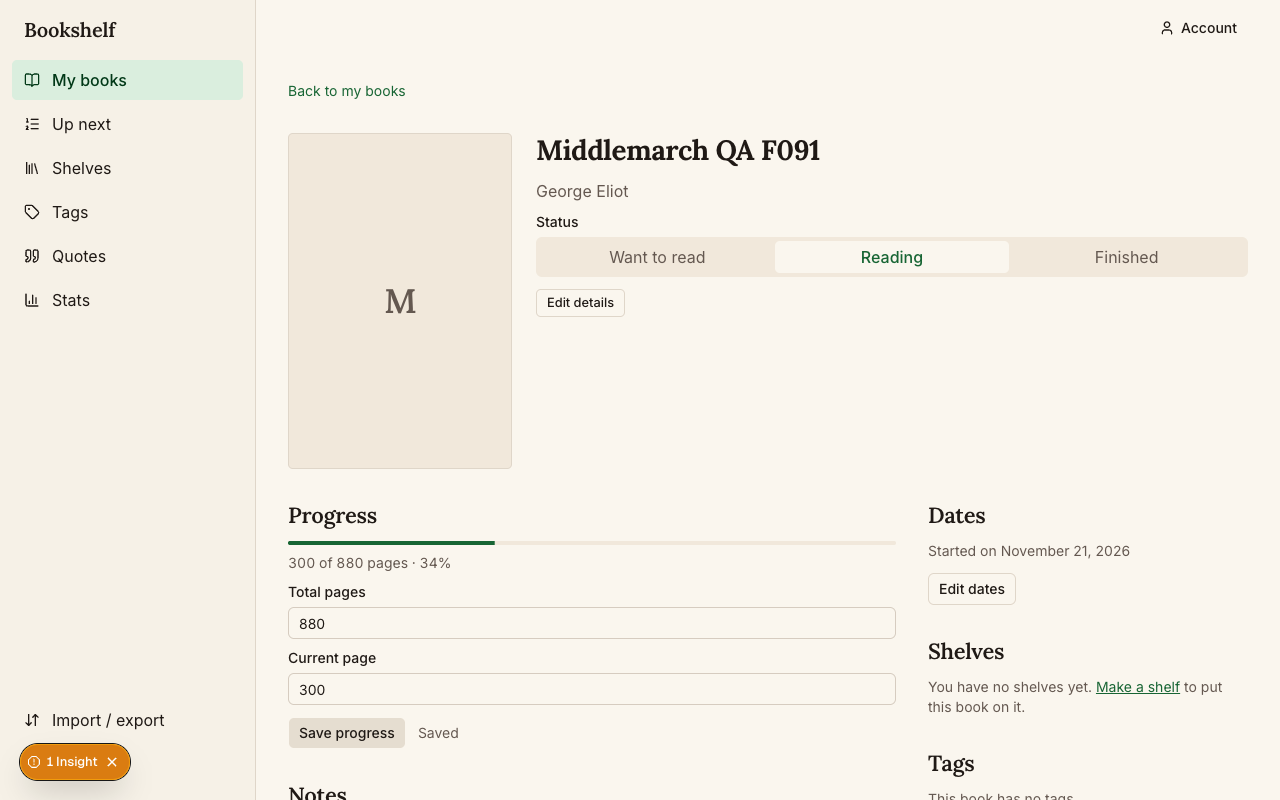 Bookshelf
My books
Up next
Shelves
Tags
Quotes
Stats
Import / export
1 Insight
Account
Back to my books
M
Middlemarch QA F091
George Eliot
Status
Want to read
Reading
Finished
Edit details
Progress
300 of 880 pages · 34%
Total pages
880
Current page
300
Save progress
Saved
Notes
Dates
Started on November 21, 2026
Edit dates
Shelves
You have no shelves yet. Make a shelf to put
this book on it.
Tags
This book has no tags